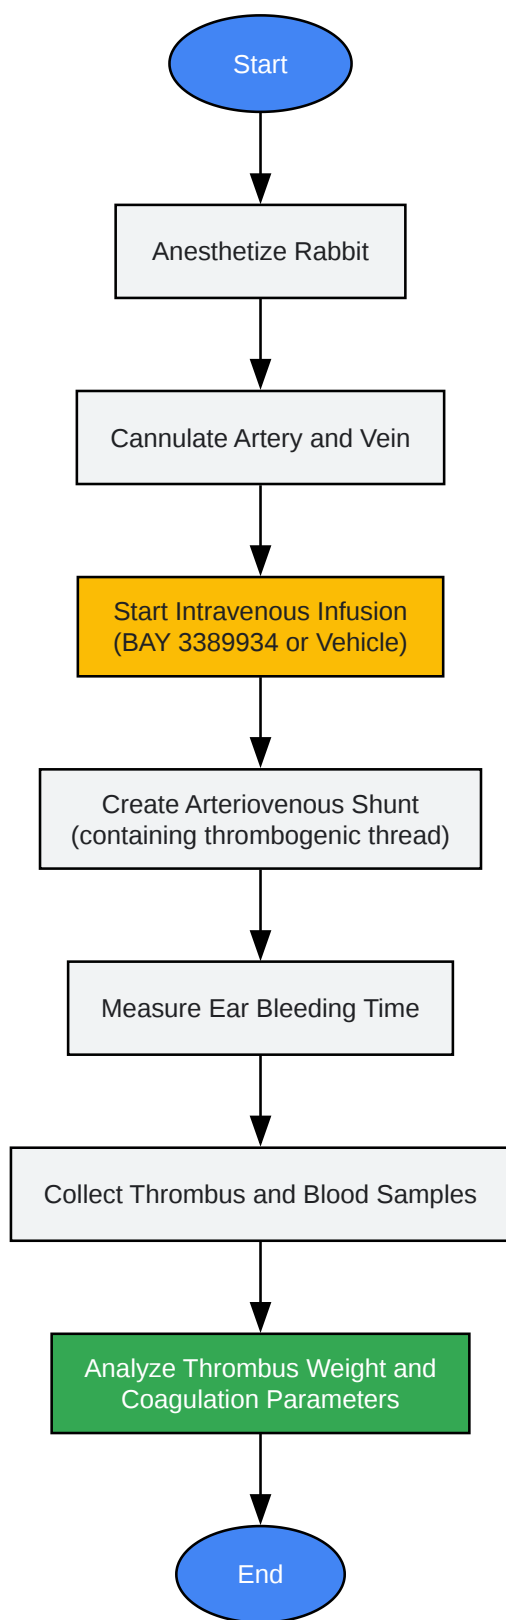 Start
Anesthetize Rabbit
Cannulate Artery and Vein
Start Intravenous Infusion
(BAY 3389934 or Vehicle)
Create Arteriovenous Shunt
(containing thrombogenic thread)
Measure Ear Bleeding Time
Collect Thrombus and Blood Samples
Analyze Thrombus Weight and
Coagulation Parameters
End